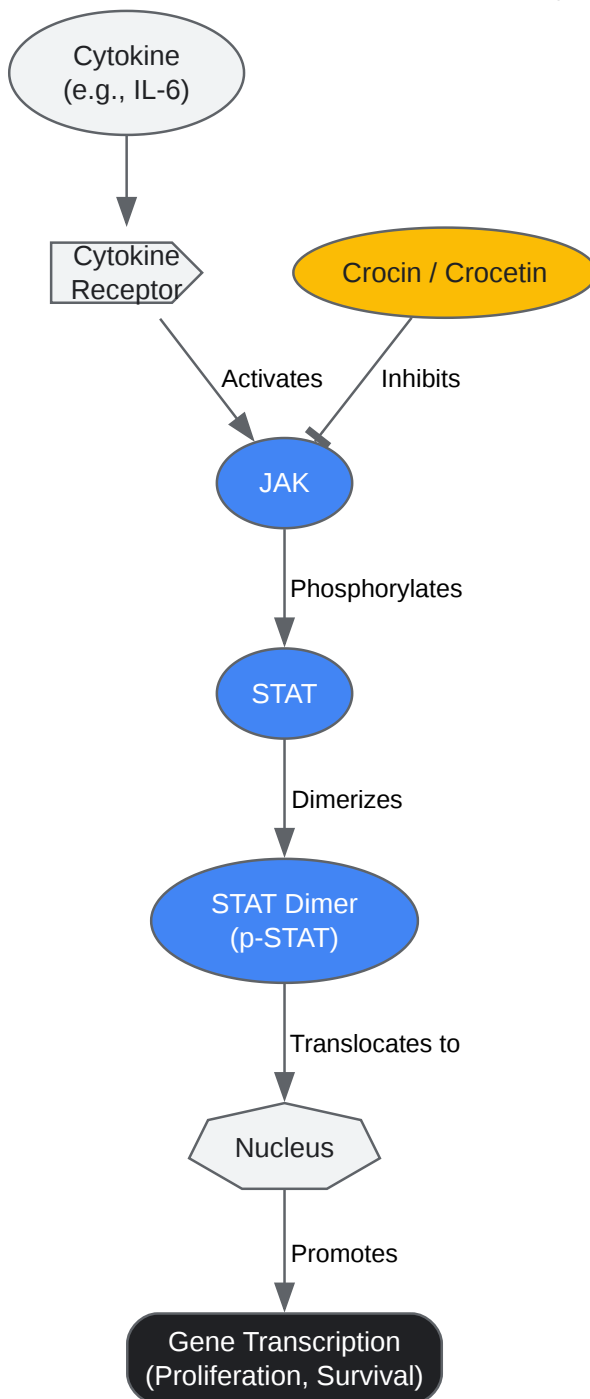 Cytokine
(e.g., IL-6)
Cytokine
Receptor
Crocin / Crocetin
Activates
Inhibits
JAK
Phosphorylates
STAT
Dimerizes
STAT Dimer
(p-STAT)
Translocates to
Nucleus
Promotes
Gene Transcription
(Proliferation, Survival)